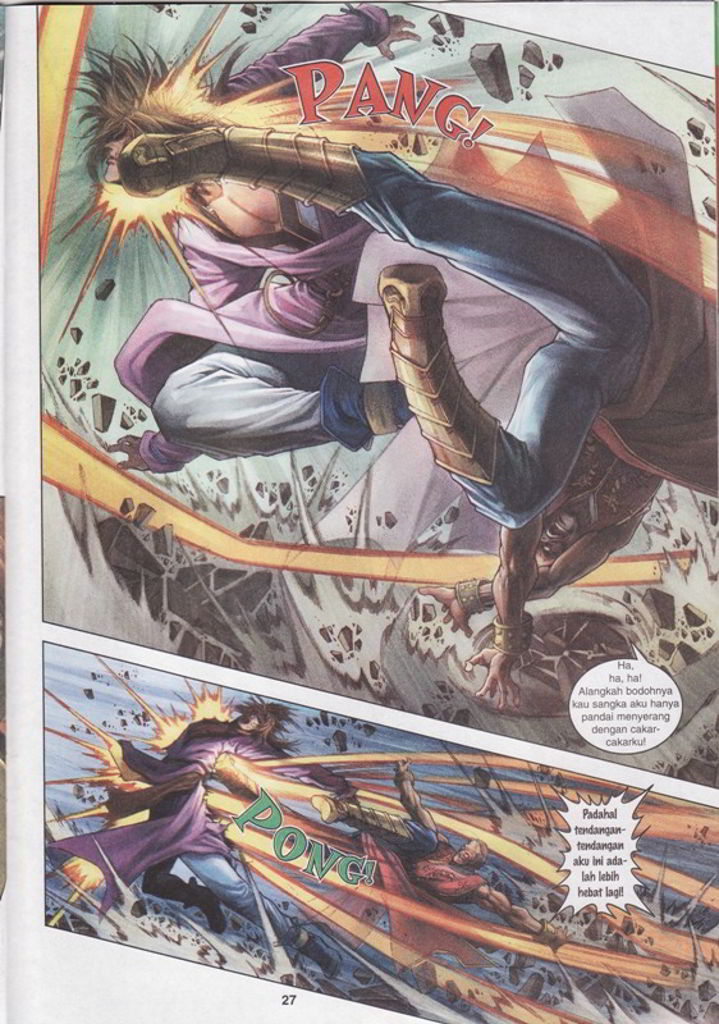 PANG!
Ha,
ha, ha!
Alangkah bodohnya
kau sangka aku hanya
pandai menyerang
dengan cakar-
cakarku!
PONG!
Padahal
tendangan-
tendangan
aku ini ada-
lah lebih
hebat lagi!
27